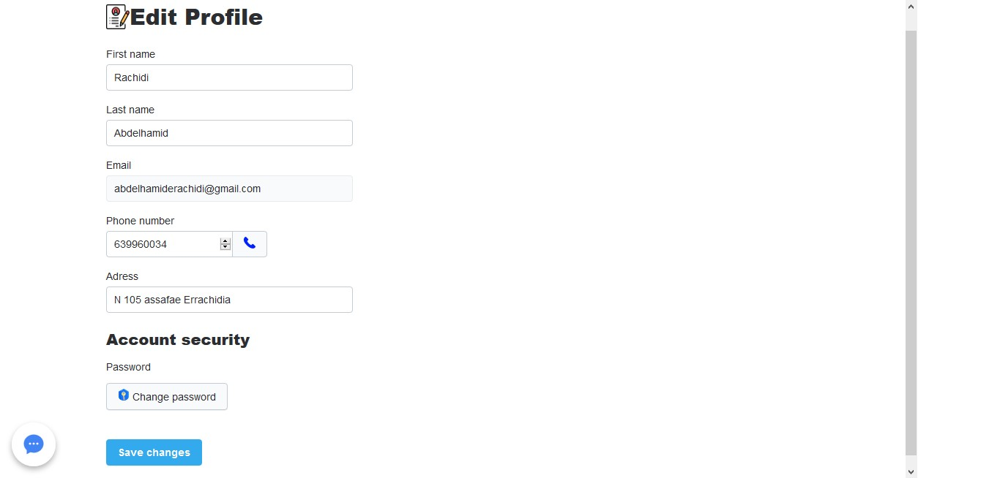 Edit Profile
First name
Rachidi
Last name
Abdelhamid
Email
abdelhamiderachidi@gmail.com
Phone number
639960034
Adress
N 105 assafae Errachidia
Account security
Password
Change password
Save changes